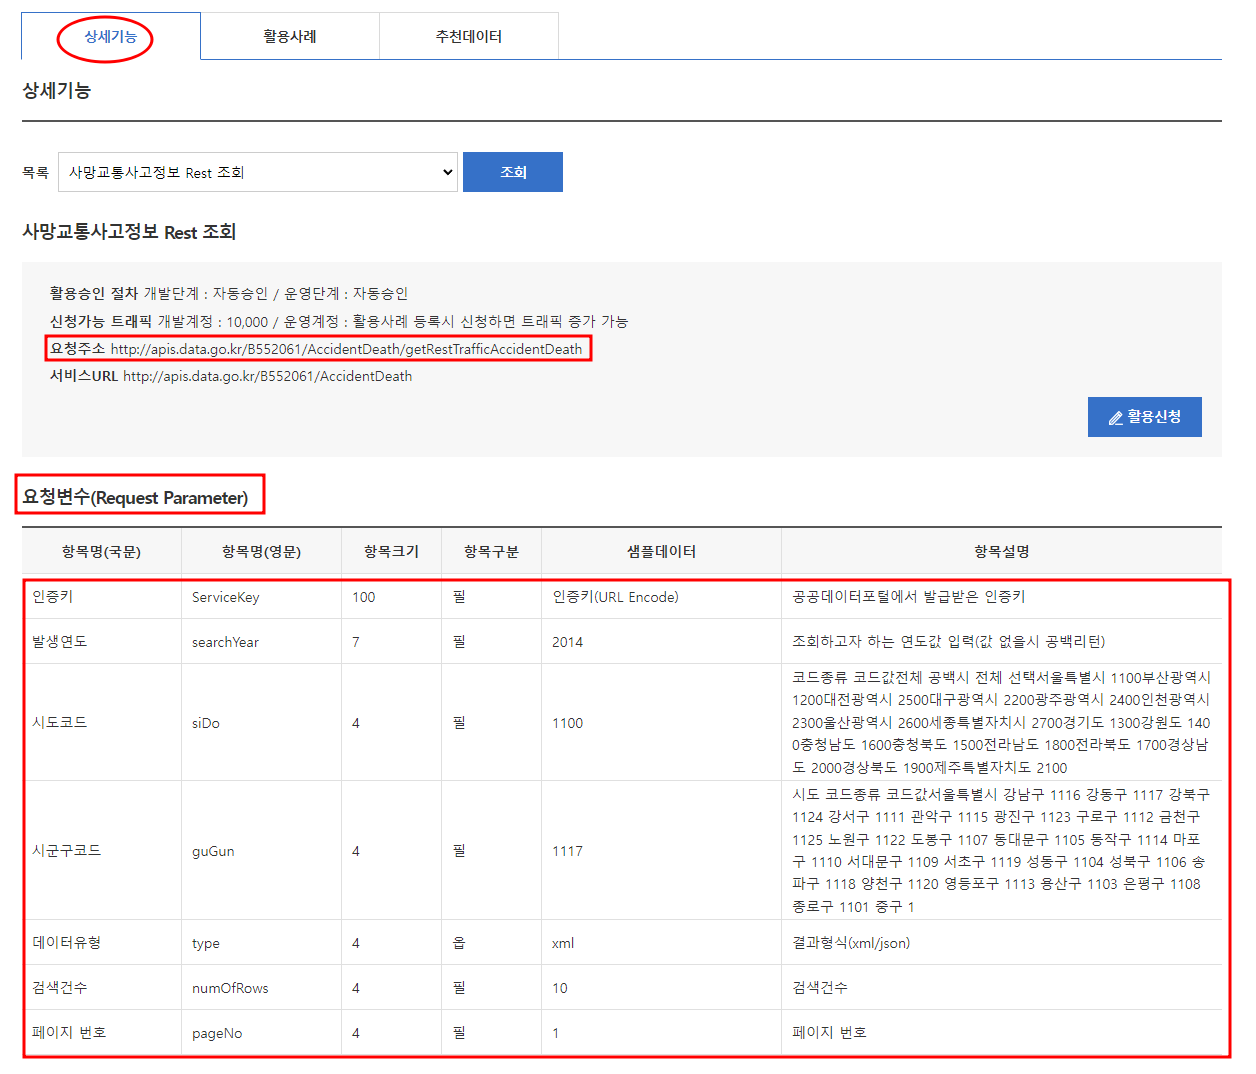 상세기능 활용사례 추천데이터
상세기능
목록 사망교통사고정보 Rest 조회 조회
사망교통사고정보 Rest 조회
활용승인 절차 개발단계 : 자동승인 / 운영단계 : 자동승인
신청가능 트래픽 개발계정 : 10,000 / 운영계정 : 활용사례 등록시 신청하면 트래픽 증가 가능
요청주소 http://apis.data.go.kr/B552061/AccidentDeath/getRestTrafficAccidentDeath
서비스URL http://apis.data.go.kr/B552061/AccidentDeath
활용신청
요청변수(Request Parameter)
항목명(국문) 항목명(영문) 항목크기 항목구분 샘플데이터 항목설명
인증키 ServiceKey 100 필 인증키(URL Encode) 공공데이터포털에서 발급받은 인증키
발생연도 searchYear 7 필 2014 조회하고자 하는 연도값 입력(값 없을시 공백리턴)
시도코드 siDo 4 필 1100 코드종류 코드값전체 공백시 전체 선택서울특별시 1100부산광역시
1200대전광역시 2500대구광역시 2200광주광역시 2400인천광역시
2300울산광역시 2600세종특별자치시 2700경기도 1300강원도 140
0충청남도 1600충청북도 1500전라남도 1800전라북도 1700경상남
도 2000경상북도 1900제주특별자치도 2100
시군구코드 guGun 4 필 1117 시도 코드종류 코드값서울특별시 강남구 1116 강동구 1117 강북구
1124 강서구 1111 관악구 1115 광진구 1123 구로구 1112 금천구
1125 노원구 1122 도봉구 1107 동대문구 1105 동작구 1114 마포
구 1110 서대문구 1109 서초구 1119 성동구 1104 성북구 1106 송
파구 1118 양천구 1120 영등포구 1113 용산구 1103 은평구 1108
종로구 1101 중구 1
데이터유형 type 4 옵 xml 결과형식(xml/json)
검색건수 numOfRows 4 필 10 검색건수
페이지 번호 pageNo 4 필 1 페이지 번호